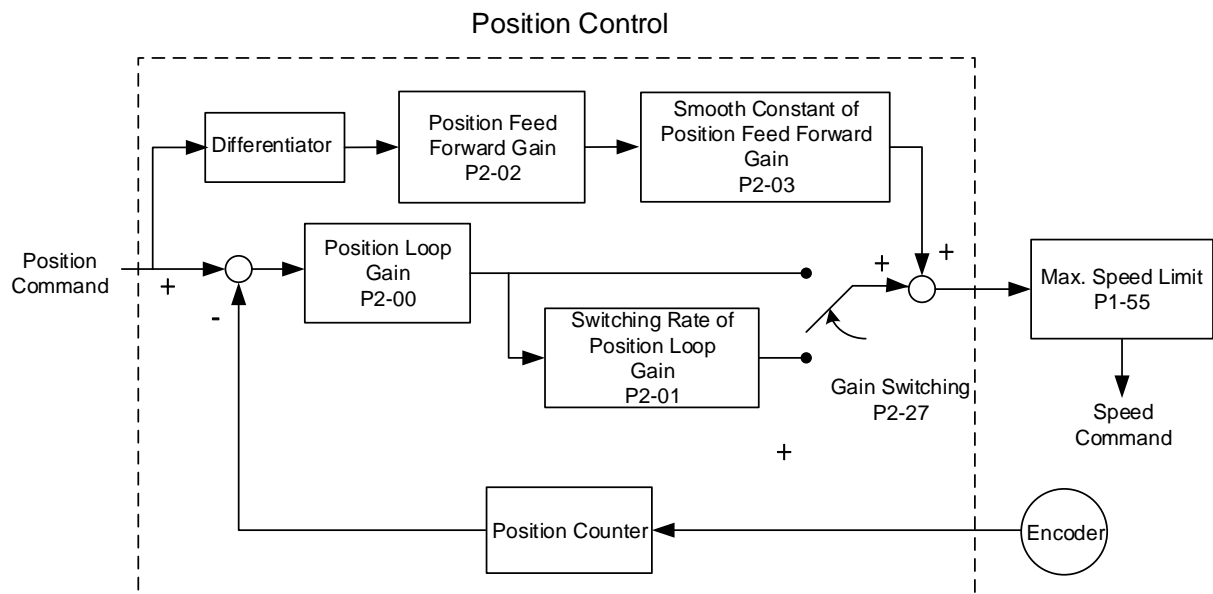 Position Control
Differentiator
Position Feed
Forward Gain
P2-02
Smooth Constant of
Position Feed Forward
Gain
P2-03
Position
Command
+
-
Position Loop
Gain
P2-00
Switching Rate of
Position Loop
Gain
P2-01
+
+
Gain Switching
P2-27
+
Max. Speed Limit
P1-55
Speed
Command
Position Counter
Encoder